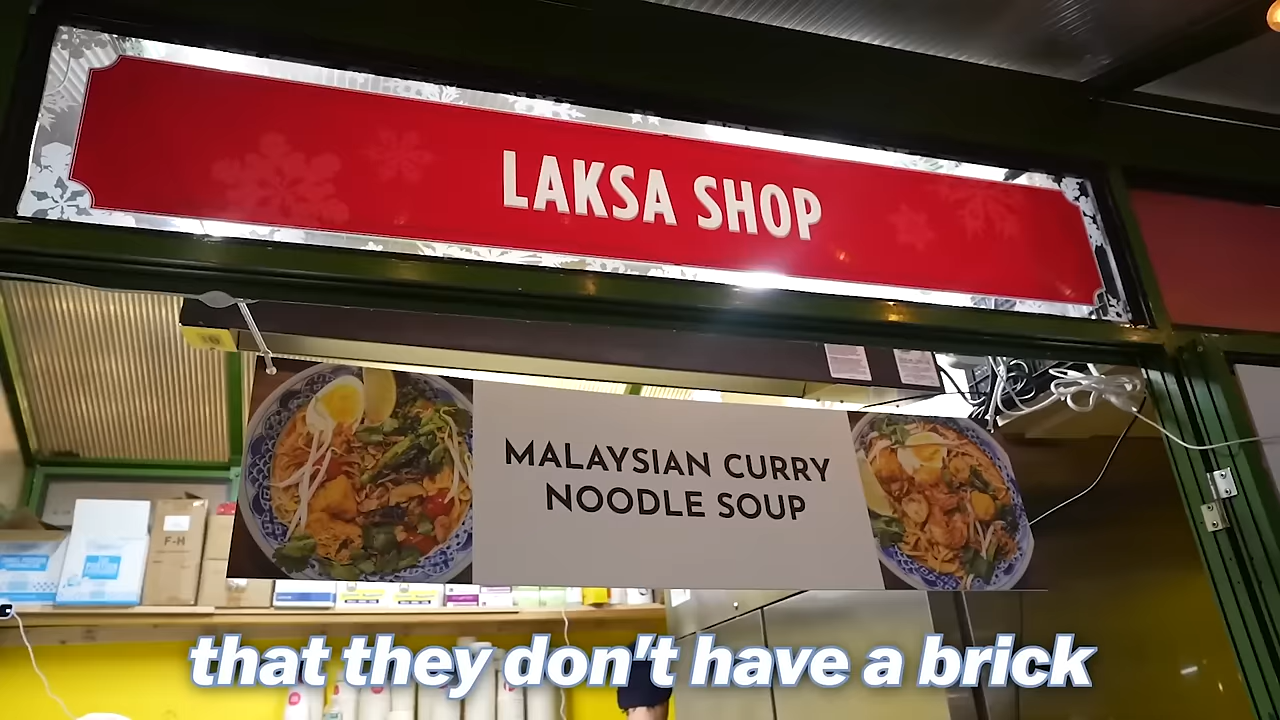 LAKSA SHOP
MALAYSIAN CURRY
NOODLE SOUP
F-H
that they don't have a brick